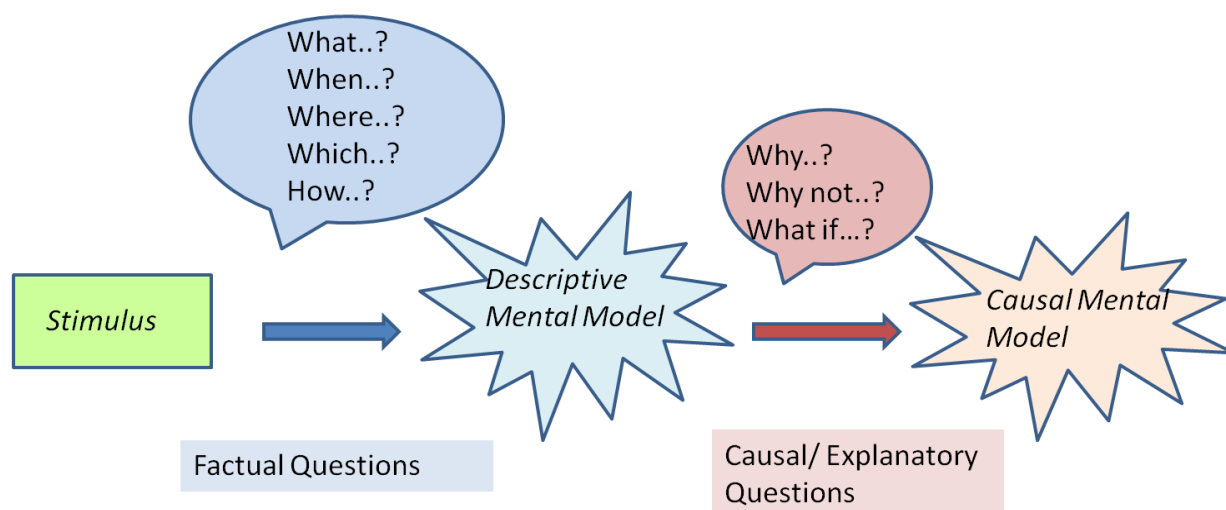 What..?
When..?
Where..?
Which..?
How..?
Why..?
Why not..?
What if...?
Stimulus
Descriptive
Mental Model
Causal Mental
Model
Factual Questions
Causal/ Explanatory
Questions